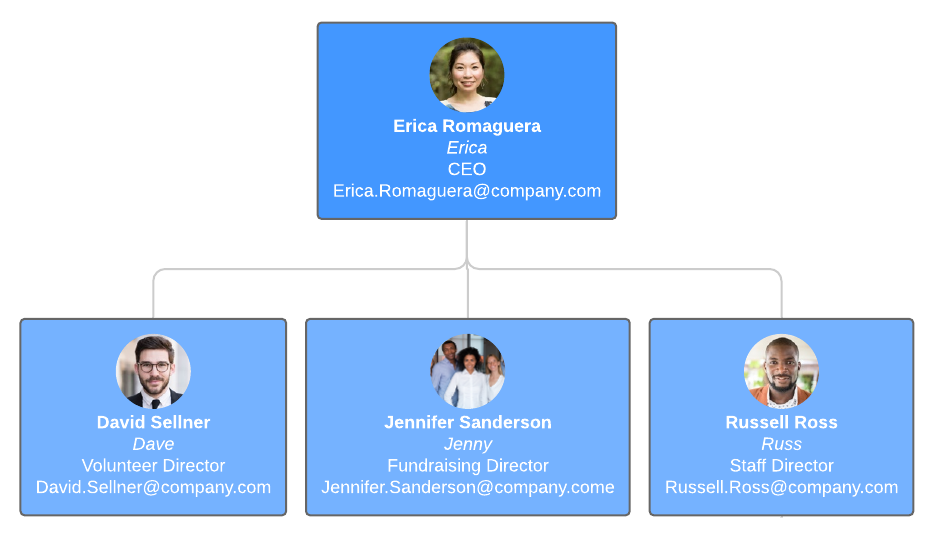 Erica Romaguera
Erica
CEO
Erica.Romaguera@company.com
David Sellner
Dave
Volunteer Director
David.Sellner@company.com
Jennifer Sanderson
Jenny
Fundraising Director
Jennifer.Sanderson@company.come
Russell Ross
Russ
Staff Director
Russell.Ross@company.com